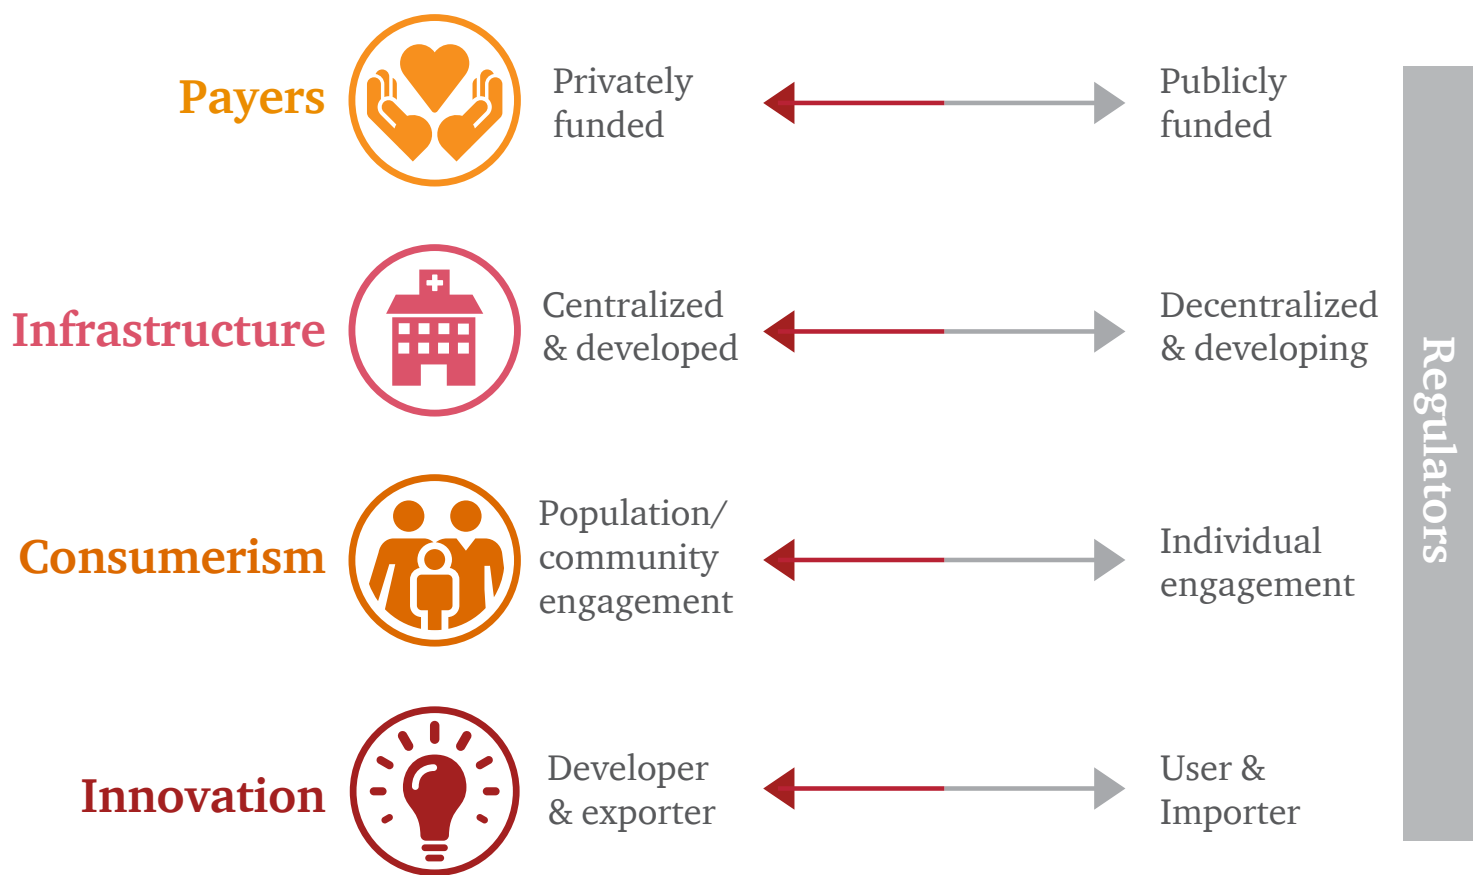 Payers
Privately
funded
Publicly
funded
Infrastructure
Centralized
& developed
Decentralized
& developing
Consumerism
Population/
community
engagement
Individual
engagement
Innovation
Developer
& exporter
User &
Importer
Regulators